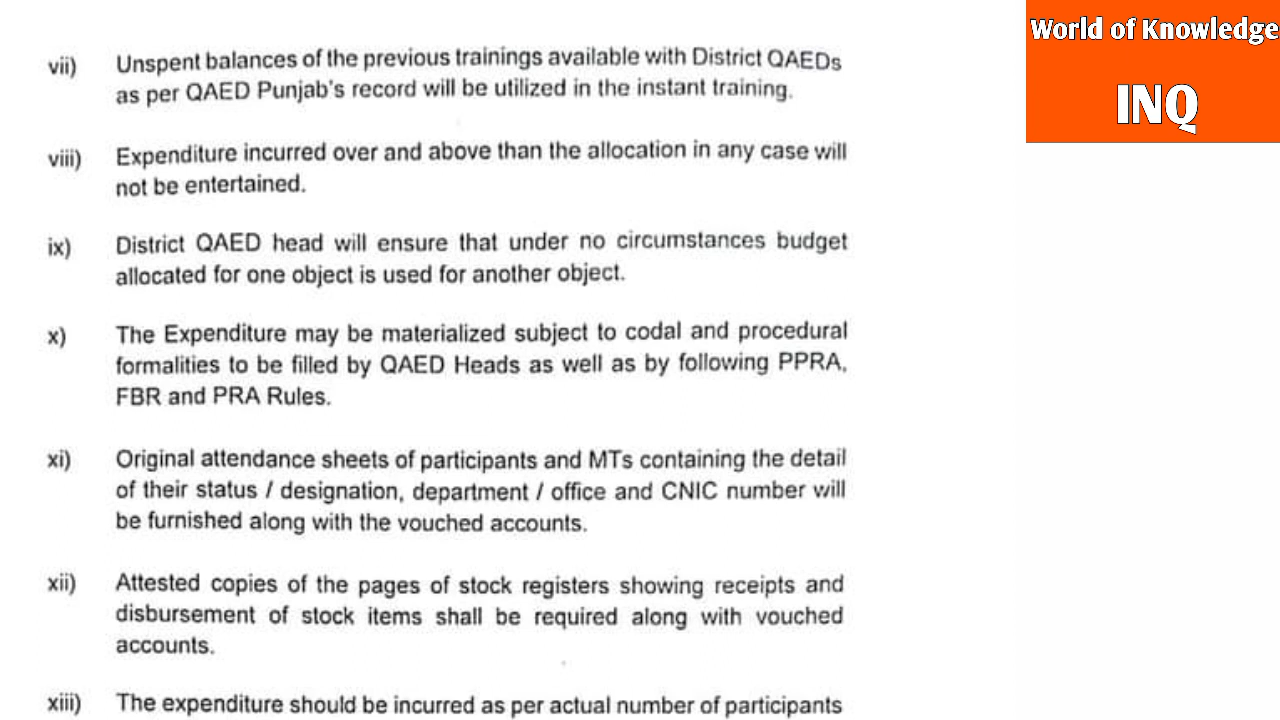 World of Knowledge
INQ
vii) Unspent balances of the previous trainings available with District QAEDs
as per QAED Punjab's record will be utilized in the instant training.
viii) Expenditure incurred over and above than the allocation in any case will
not be entertained.
ix) District QAED head will ensure that under no circumstances budget
allocated for one object is used for another object.
x) The Expenditure may be materialized subject to codal and procedural
formalities to be filled by QAED Heads as well as by following PPRA,
FBR and PRA Rules.
xi) Original attendance sheets of participants and MTs containing the detail
of their status / designation, department / office and CNIC number will
be furnished along with the vouched accounts.
xii) Attested copies of the pages of stock registers showing receipts and
disbursement of stock items shall be required along with vouched
accounts.
xiii) The expenditure should be incurred as per actual number of participants